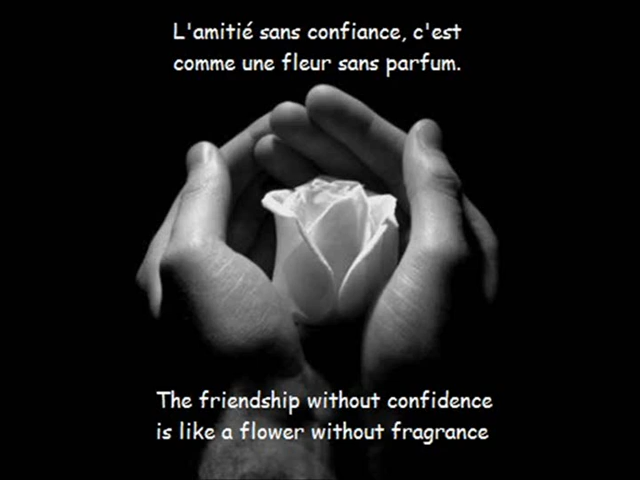 L'amitié sans confiance, c'est
comme une fleur sans parfum.
The friendship without confidence
is like a flower without fragrance